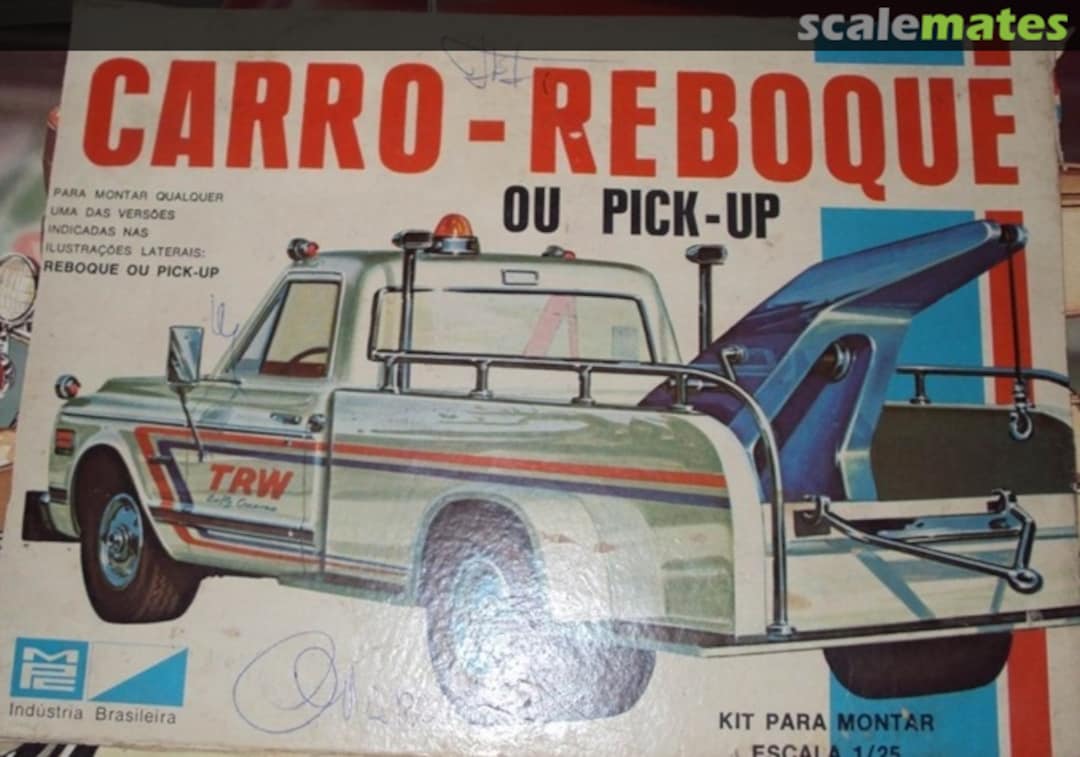 scalemates
CARRO-REBOQUE
OU PICK-UP
PARA MONTAR QUALQUER
UMA DAS VERSÕES
INDICADAS NAS
ILUSTRAÇÕES LATERAIS:
REBOQUE OU PICK-UP
TRW
MPC
Indústria Brasileira
KIT PARA MONTAR
ESCALA 1/25